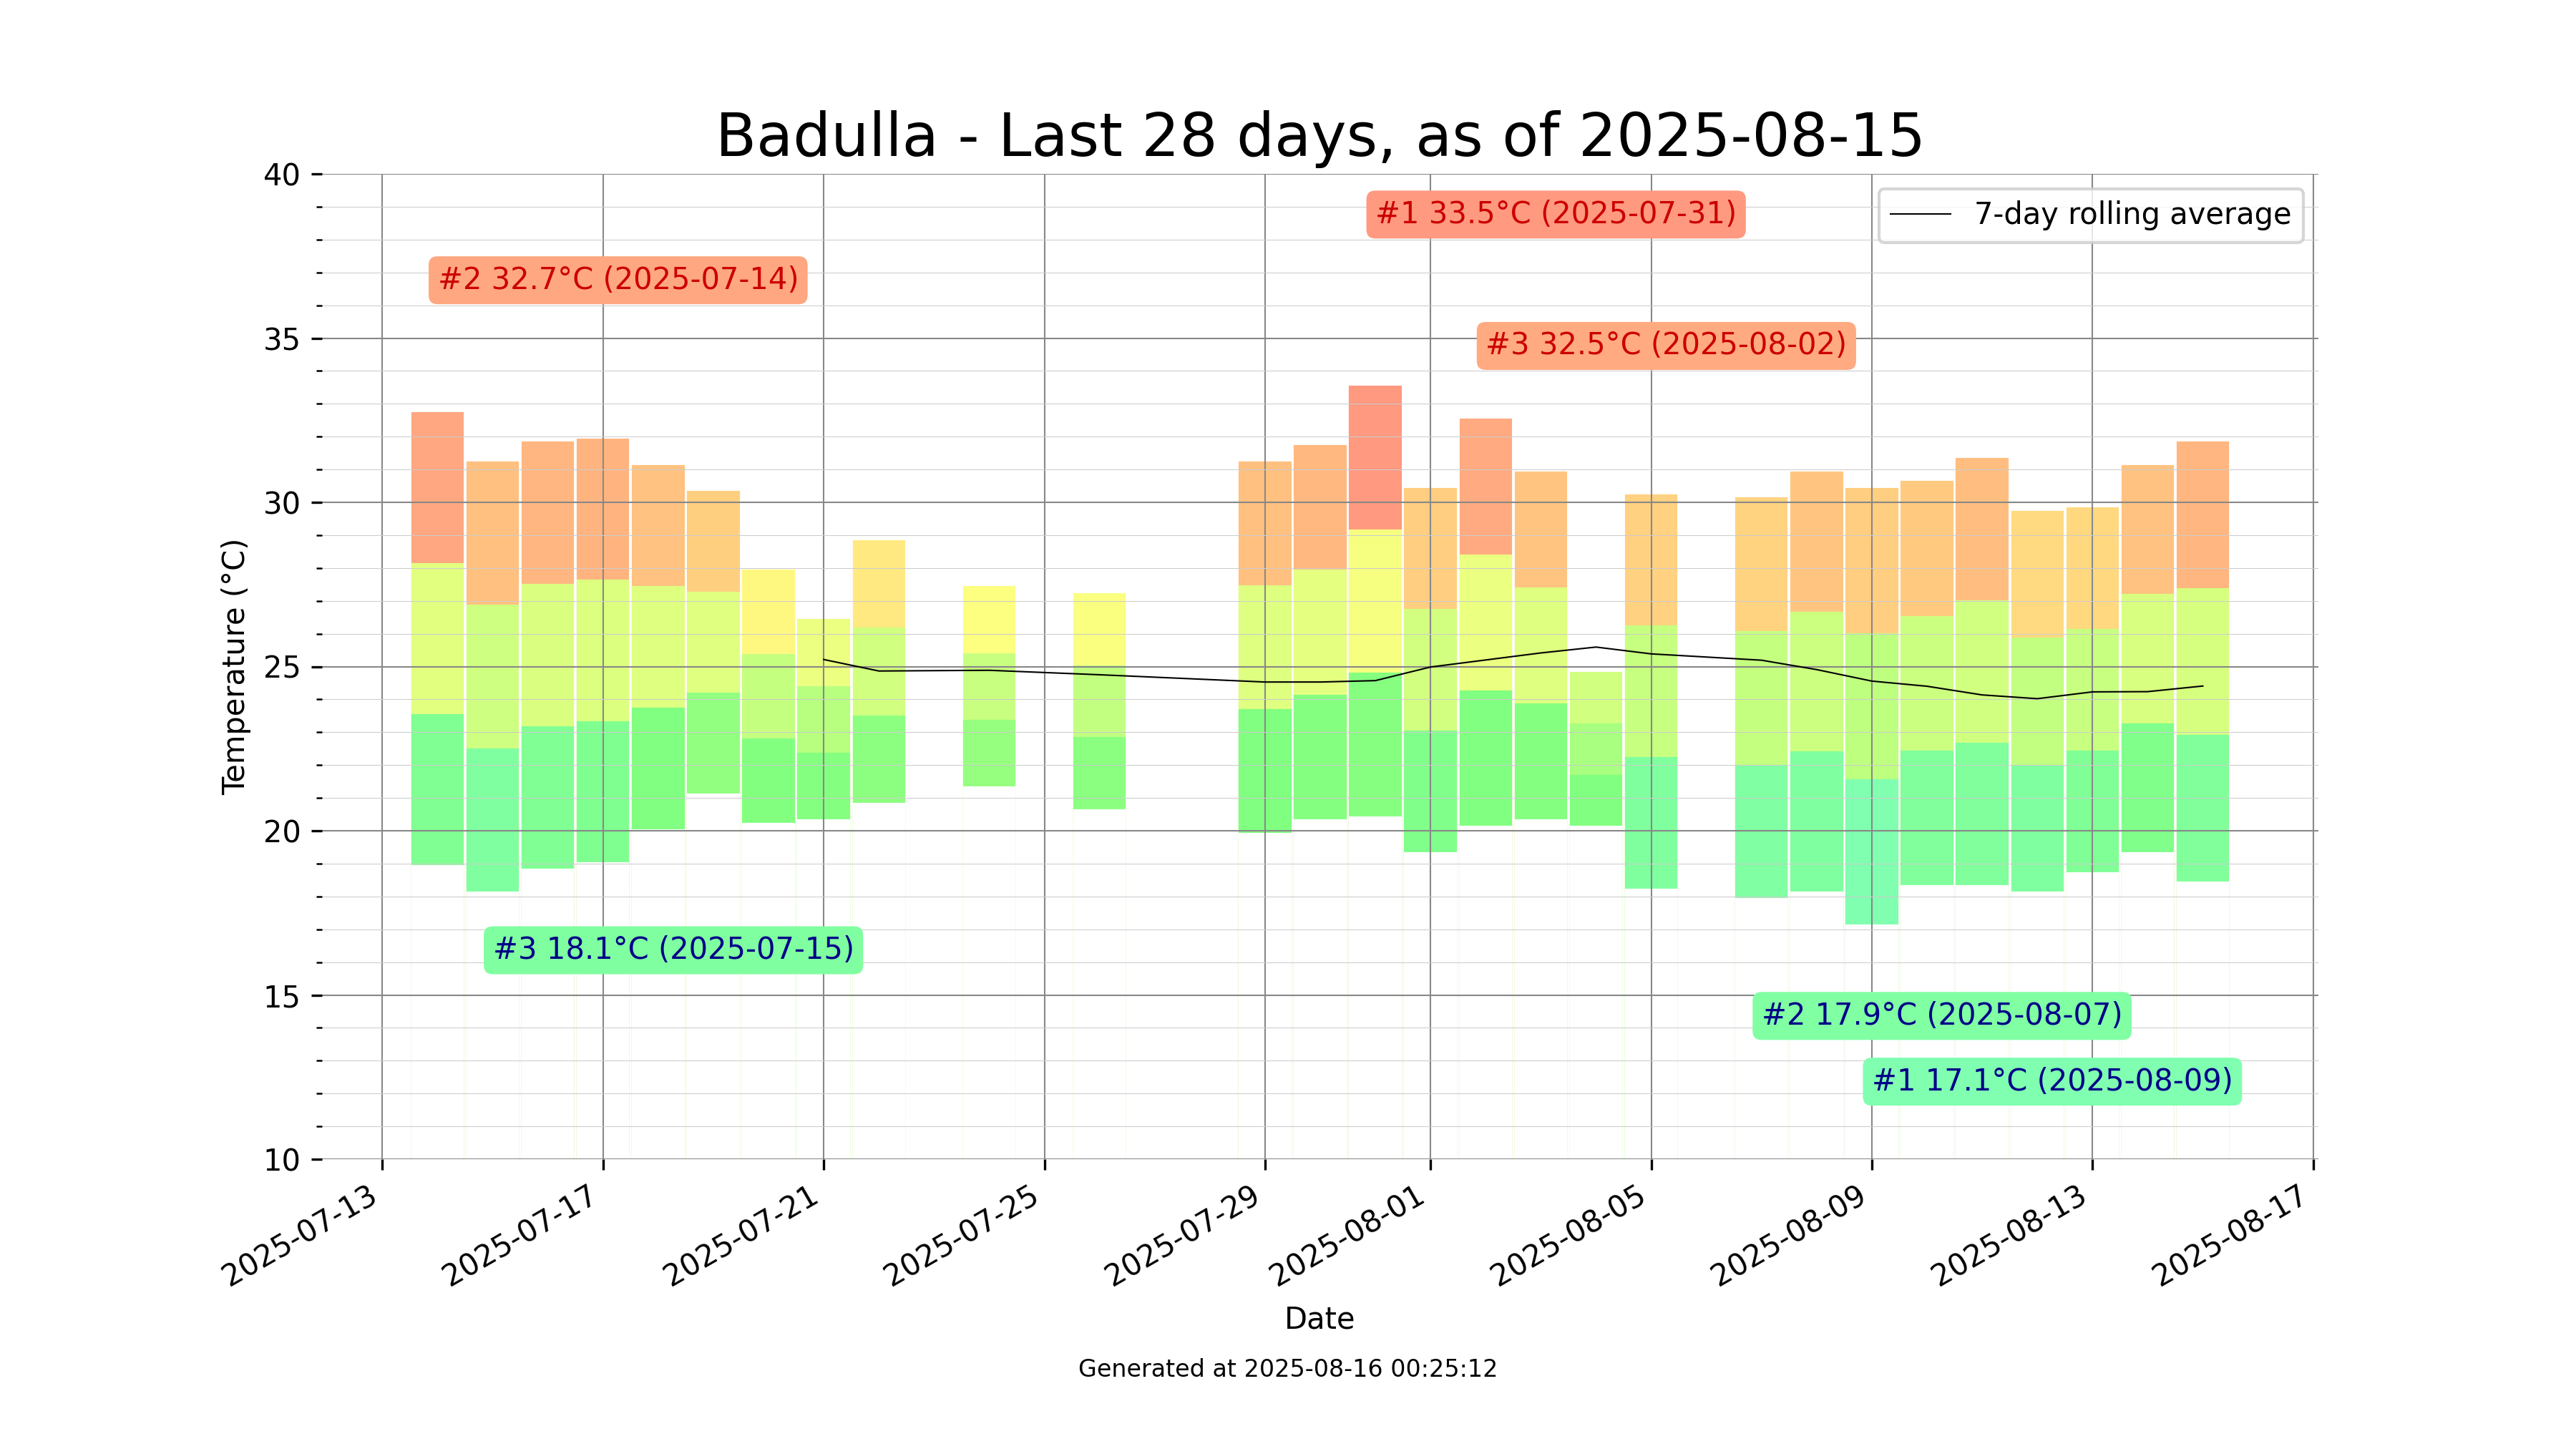 Badulla - Last 28 days, as of 2025-08-15
40
35
30
25
20
15
10
Temperature (°C)
7-day rolling average
#1 33.5°C (2025-07-31)
#2 32.7°C (2025-07-14)
#3 32.5°C (2025-08-02)
#3 18.1°C (2025-07-15)
#2 17.9°C (2025-08-07)
#1 17.1°C (2025-08-09)
2025-07-13
2025-07-17
2025-07-21
2025-07-25
2025-07-29
2025-08-01
2025-08-05
2025-08-09
2025-08-13
2025-08-17
Date
Generated at 2025-08-16 00:25:12